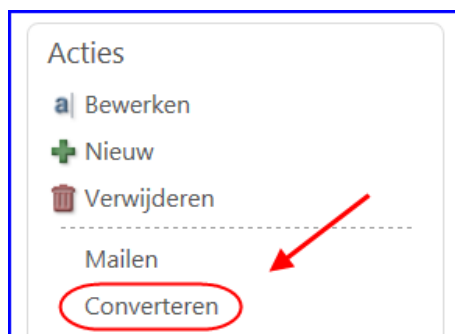 Acties
a Bewerken
Nieuw
Verwijderen
Mailen
Converteren